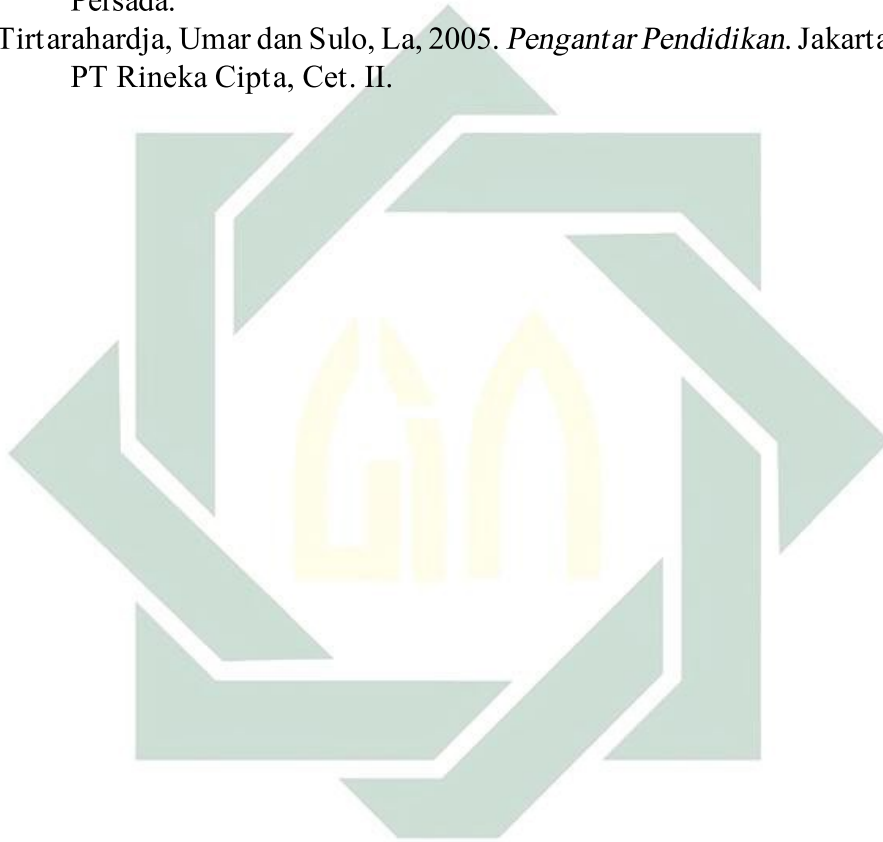 Persada.
Tirtarahardja, Umar dan Sulo, La, 2005. Pengantar Pendidikan. Jakarta
PT Rineka Cipta, Cet. II.